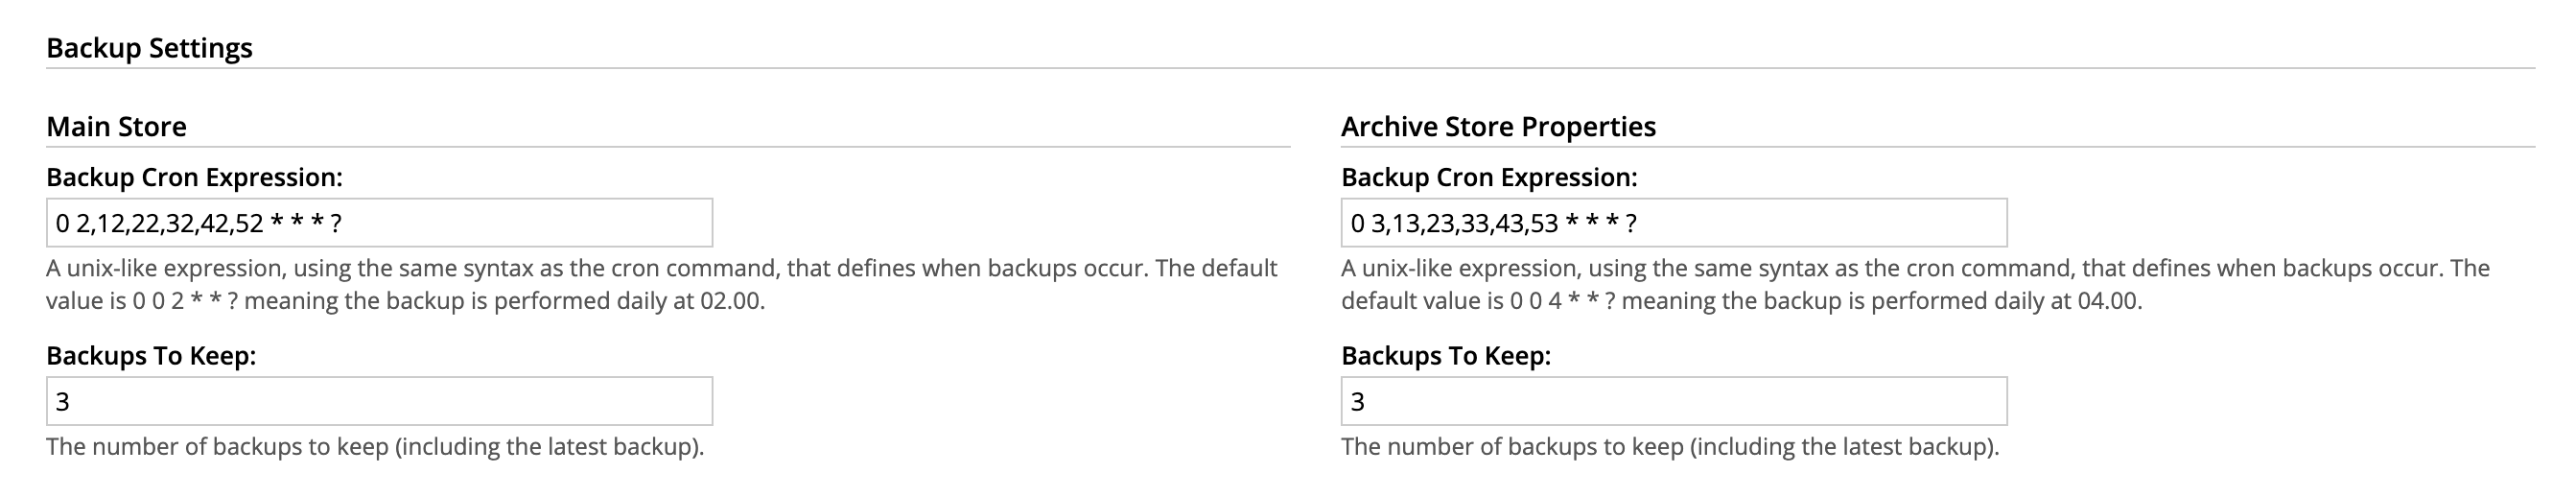 Backup Settings
Main Store
Backup Cron Expression:
0 2,12,22,32,42,52 * * * ?
A unix-like expression, using the same syntax as the cron command, that defines when backups occur. The default
value is 0 0 2 * * ? meaning the backup is performed daily at 02.00.
Backups To Keep:
3
The number of backups to keep (including the latest backup).
Archive Store Properties
Backup Cron Expression:
0 3,13,23,33,43,53 * * * ?
A unix-like expression, using the same syntax as the cron command, that defines when backups occur. The
default value is 0 0 4 * * ? meaning the backup is performed daily at 04.00.
Backups To Keep:
3
The number of backups to keep (including the latest backup).